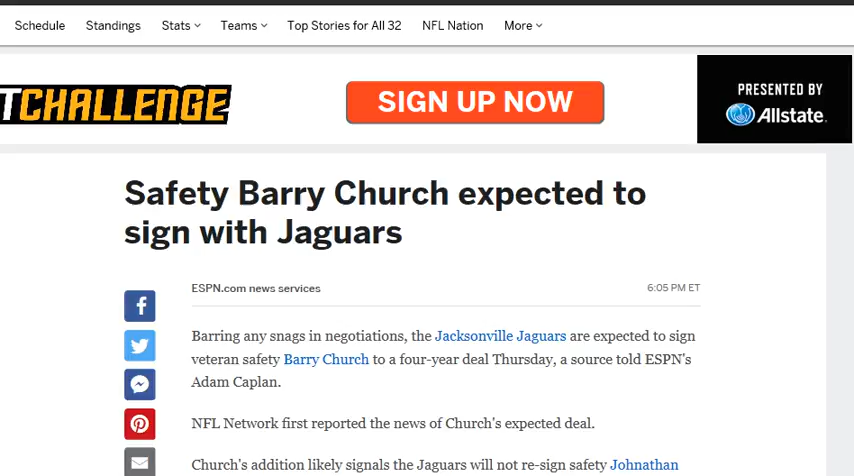 Schedule Standings Stats Teams Top Stories for All 32 NFL Nation More
TCHALLENGE
SIGN UP NOW
PRESENTED BY
Allstate.
Safety Barry Church expected to
sign with Jaguars
ESPN.com news services 6:05 PM ET
Barring any snags in negotiations, the Jacksonville Jaguars are expected to sign
veteran safety Barry Church to a four-year deal Thursday, a source told ESPN's
Adam Caplan.
NFL Network first reported the news of Church's expected deal.
Church's addition likely signals the Jaguars will not re-sign safety Johnathan